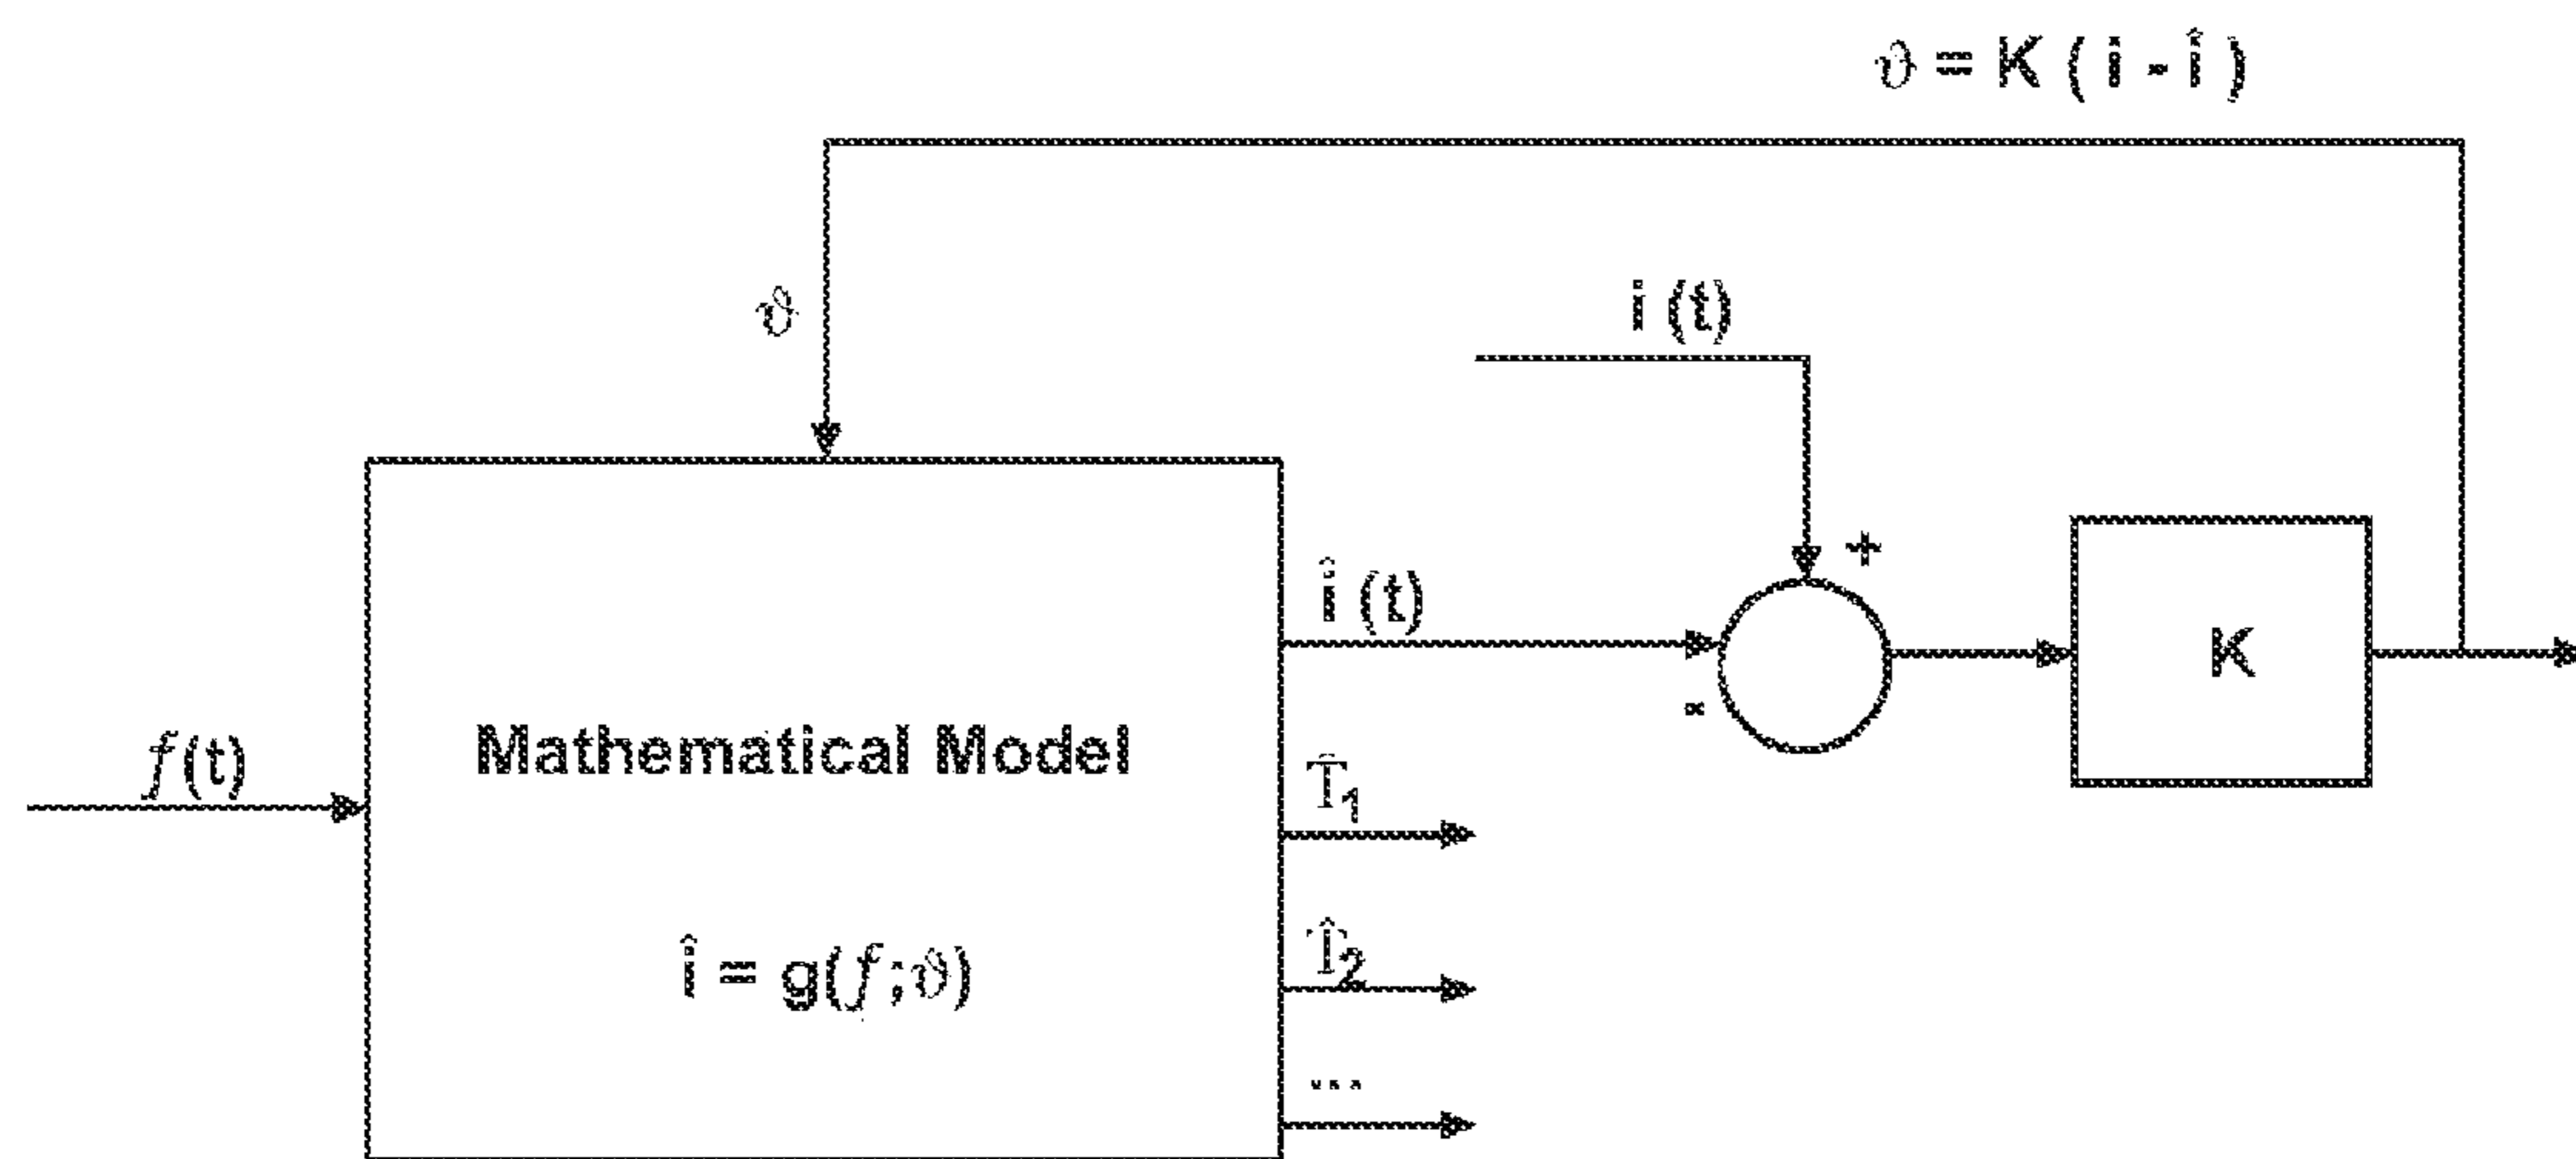 ϑ = K ( i - î )
ϑ
i (t)
+
î (t)
K
-
f(t)
Mathematical Model
T̂₁
î = g(f;ϑ)
T̂₂
...